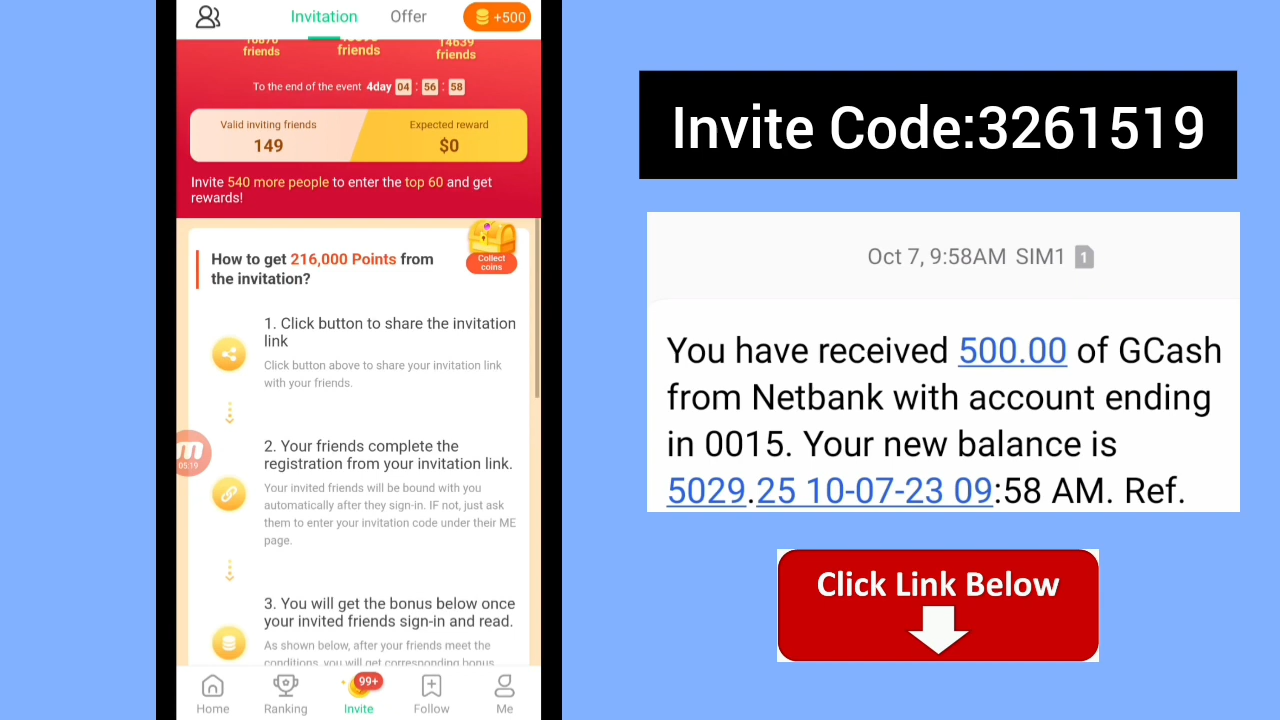 Invitation
Offer
+500
friends
friends
14639
friends
To the end of the event 4day 04 : 56 : 58
Valid inviting friends
149
Expected reward
$0
Invite 540 more people to enter the top 60 and get
rewards!
How to get 216,000 Points from
the invitation?
Collect
coins
1. Click button to share the invitation
link
Click button above to share your invitation link
with your friends.
2. Your friends complete the
registration from your invitation link.
Your invited friends will be bound with you
automatically after they sign-in. IF not, just ask
them to enter your invitation code under their ME
page.
05:19
3. You will get the bonus below once
your invited friends sign-in and read.
As shown below, after your friends meet the
conditions, you will get corresponding bonus
99+
Home
Ranking
Invite
Follow
Me
Invite Code:3261519
Oct 7, 9:58AM SIM1 1
You have received 500.00 of GCash
from Netbank with account ending
in 0015. Your new balance is
5029.25 10-07-23 09:58 AM. Ref.
Click Link Below